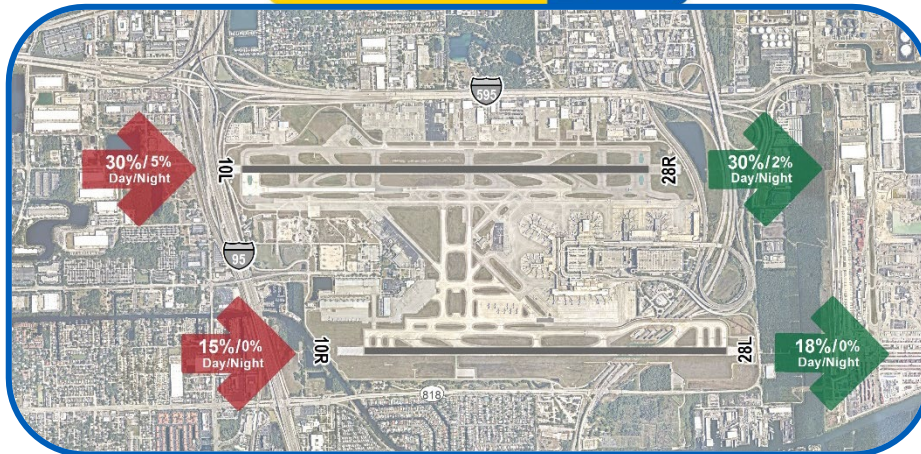 595
30%/5%
Day/Night
10L
28R
30%/2%
Day/Night
95
15%/0%
Day/Night
10R
28L
18%/0%
Day/Night
818